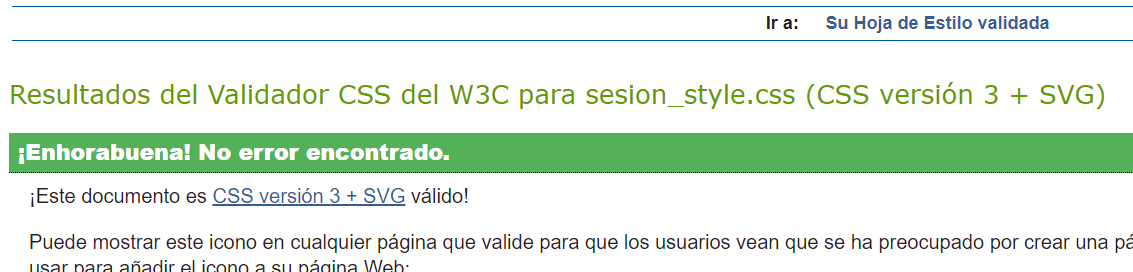 Ir a: Su Hoja de Estilo validada
Resultados del Validador CSS del W3C para sesion_style.css (CSS versión 3 + SVG)
¡Enhorabuena! No error encontrado.
¡Este documento es CSS versión 3 + SVG válido!
Puede mostrar este icono en cualquier página que valide para que los usuarios vean que se ha preocupado por crear una
usar para añadir el icono a su página Web: